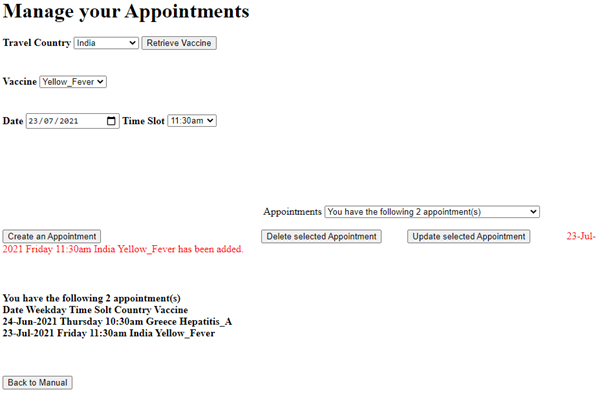 Manage your Appointments
Travel Country India Retrieve Vaccine
Vaccine Yellow_Fever
Date 23/07/2021 Time Slot 11:30am
Appointments You have the following 2 appointment(s)
Create an Appointment Delete selected Appointment Update selected Appointment 23-Jul-
2021 Friday 11:30am India Yellow_Fever has been added.
You have the following 2 appointment(s)
Date Weekday Time Solt Country Vaccine
24-Jun-2021 Thursday 10:30am Greece Hepatitis_A
23-Jul-2021 Friday 11:30am India Yellow_Fever
Back to Manual